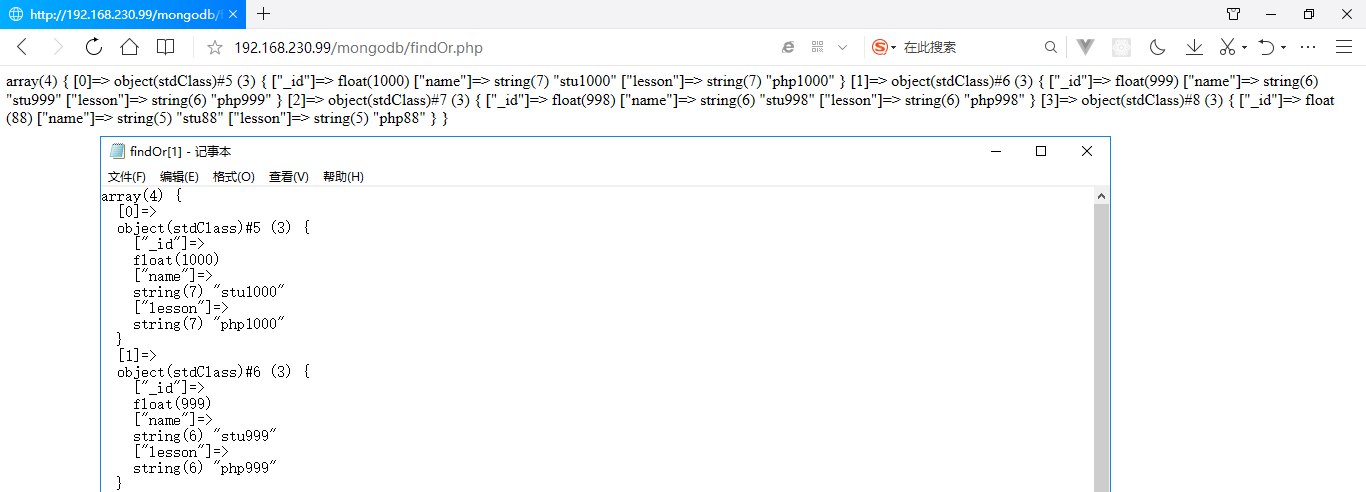 http://192.168.230.99/mongodb/f
192.168.230.99/mongodb/findOr.php
在此搜索
array(4) { [0]=> object(stdClass)#5 (3) { ["_id"]=> float(1000) ["name"]=> string(7) "stu1000" ["lesson"]=> string(7) "php1000" } [1]=> object(stdClass)#6 (3) { ["_id"]=> float(999) ["name"]=> string(6)
"stu999" ["lesson"]=> string(6) "php999" } [2]=> object(stdClass)#7 (3) { ["_id"]=> float(998) ["name"]=> string(6) "stu998" ["lesson"]=> string(6) "php998" } [3]=> object(stdClass)#8 (3) { ["_id"]=> float
(88) ["name"]=> string(5) "stu88" ["lesson"]=> string(5) "php88" } }
findOr[1] - 记事本
文件(F) 编辑(E) 格式(O) 查看(V) 帮助(H)
array(4) {
[0]=>
object(stdClass)#5 (3) {
["_id"]=>
float(1000)
["name"]=>
string(7) "stu1000"
["lesson"]=>
string(7) "php1000"
}
[1]=>
object(stdClass)#6 (3) {
["_id"]=>
float(999)
["name"]=>
string(6) "stu999"
["lesson"]=>
string(6) "php999"
}